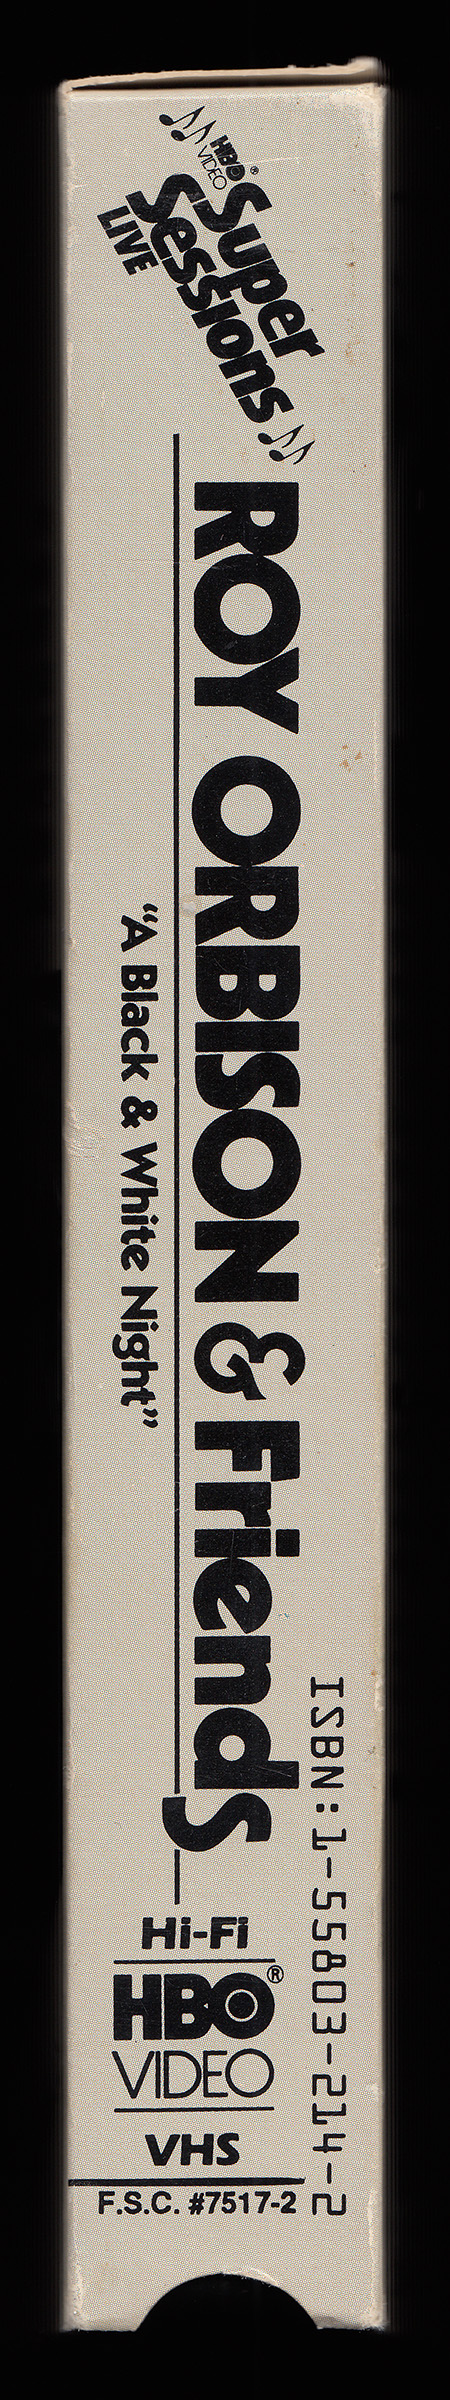 HBO®
VIDEO
Super
Sessions
LIVE
ROY ORBISON & Friends
“A Black & White Night”
ISBN: 1-55803-214-2
Hi-Fi
HBO®
VIDEO
VHS
F.S.C. #7517-2